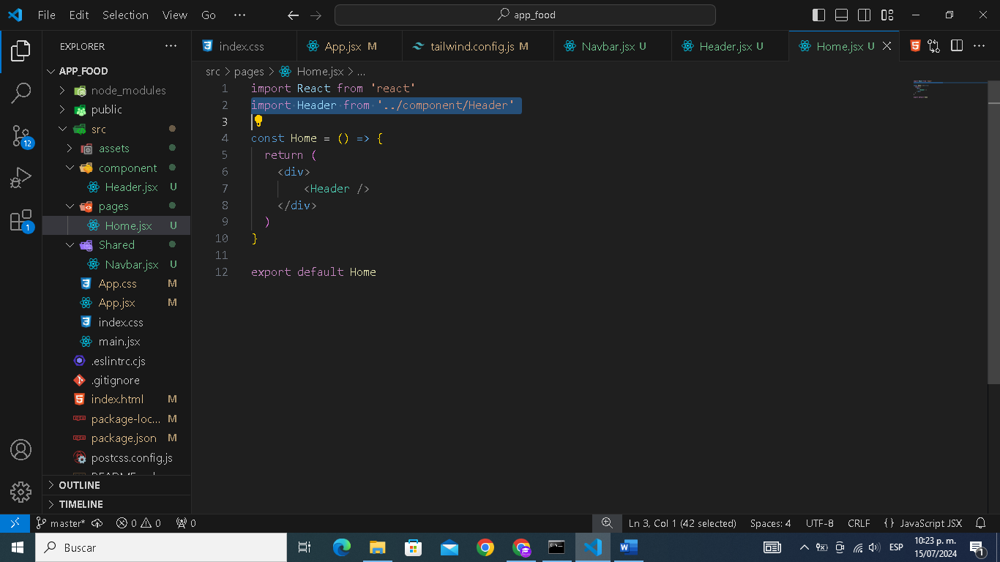 File Edit Selection View Go ... app_food
EXPLORER ...
APP_FOOD
node_modules
public
src
assets
component
Header.jsx U
pages
Home.jsx U
Shared
Navbar.jsx U
App.css M
App.jsx M
index.css
main.jsx
.eslintrc.cjs
.gitignore
index.html M
package-loc... M
package.json M
postcss.config.js
OUTLINE
TIMELINE
12
1
index.css App.jsx M tailwind.config.js M Navbar.jsx U Header.jsx U Home.jsx U
src > pages > Home.jsx > ...
1 import React from 'react'
2 import·Header·from·'../component/Header'
3
4 const Home = () => {
5 return (
6 <div>
7 <Header />
8 </div>
9 )
10 }
11
12 export default Home
master* 0 0 0 Ln 3, Col 1 (42 selected) Spaces: 4 UTF-8 CRLF {} JavaScript JSX
Buscar ESP 10:23 p. m.
15/07/2024 1